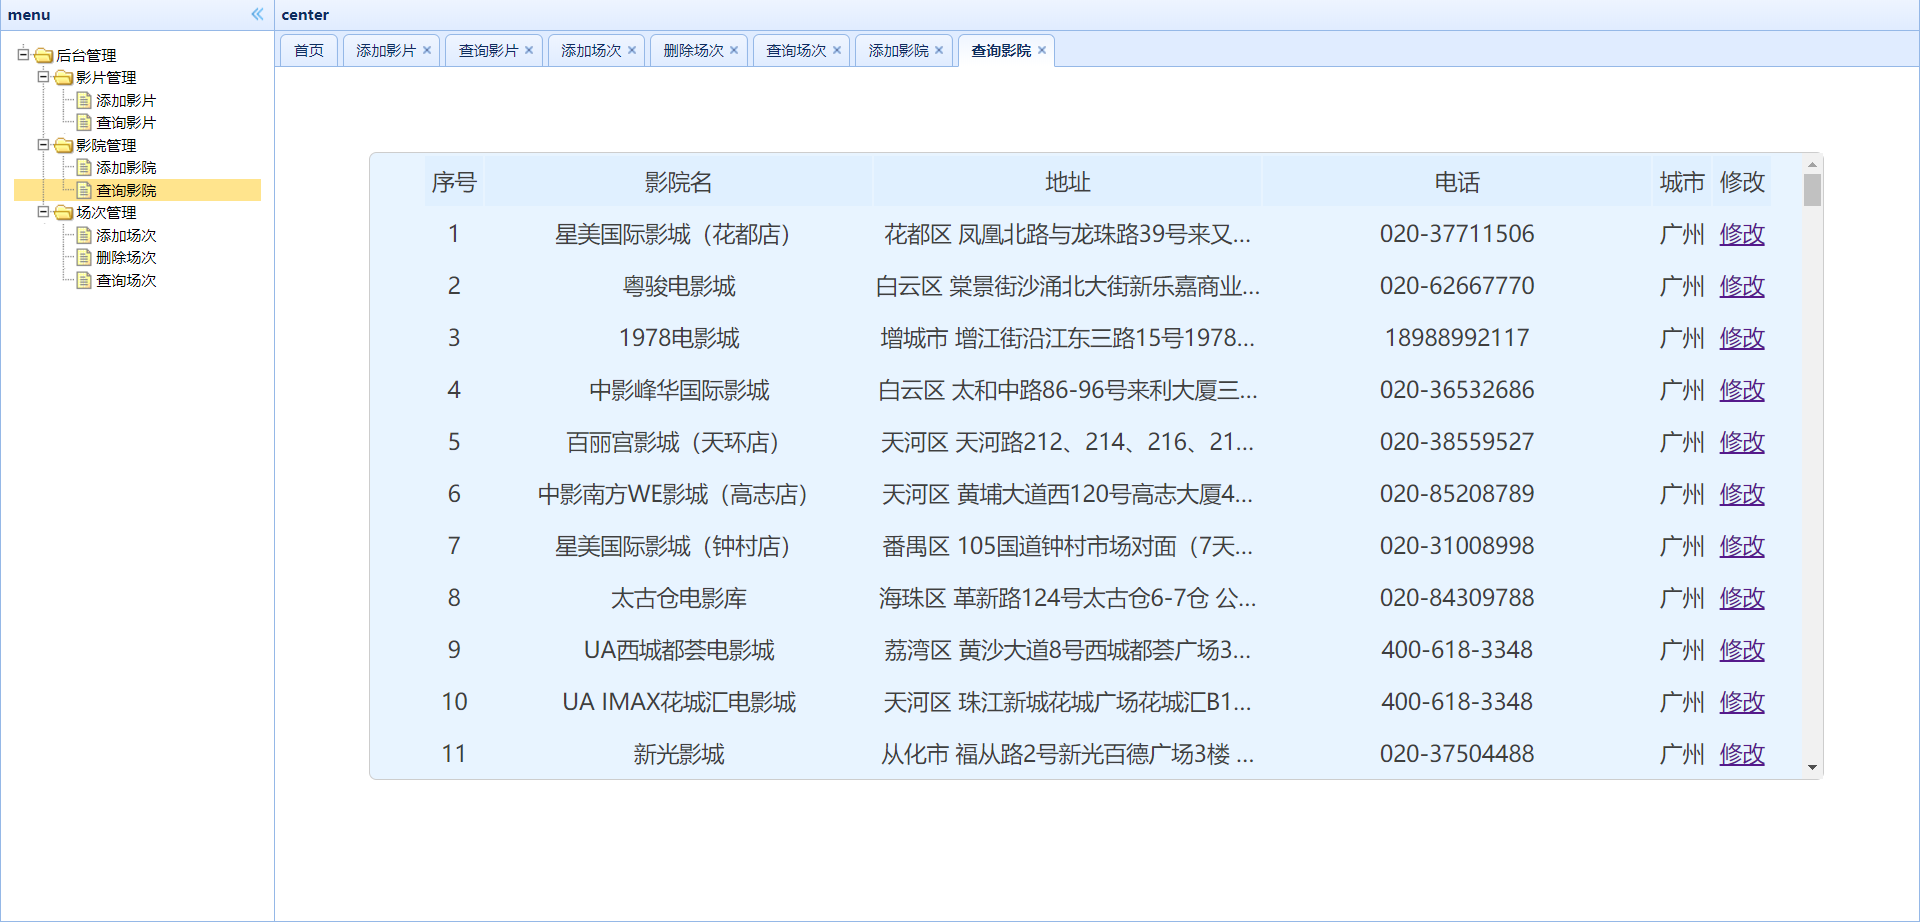 menu
后台管理
影片管理
添加影片
查询影片
影院管理
添加影院
查询影院
场次管理
添加场次
删除场次
查询场次
center
首页 添加影片 查询影片 添加场次 删除场次 查询场次 添加影院 查询影院
序号 影院名 地址 电话 城市 修改
1 星美国际影城（花都店） 花都区 凤凰北路与龙珠路39号来又... 020-37711506 广州 修改
2 粤骏电影城 白云区 棠景街沙涌北大街新乐嘉商业... 020-62667770 广州 修改
3 1978电影城 增城市 增江街沿江东三路15号1978... 18988992117 广州 修改
4 中影峰华国际影城 白云区 太和中路86-96号来利大厦三... 020-36532686 广州 修改
5 百丽宫影城（天环店） 天河区 天河路212、214、216、21... 020-38559527 广州 修改
6 中影南方WE影城（高志店） 天河区 黄埔大道西120号高志大厦4... 020-85208789 广州 修改
7 星美国际影城（钟村店） 番禺区 105国道钟村市场对面（7天... 020-31008998 广州 修改
8 太古仓电影库 海珠区 革新路124号太古仓6-7仓 公... 020-84309788 广州 修改
9 UA西城都荟电影城 荔湾区 黄沙大道8号西城都荟广场3... 400-618-3348 广州 修改
10 UA IMAX花城汇电影城 天河区 珠江新城花城广场花城汇B1... 400-618-3348 广州 修改
11 新光影城 从化市 福从路2号新光百德广场3楼 ... 020-37504488 广州 修改